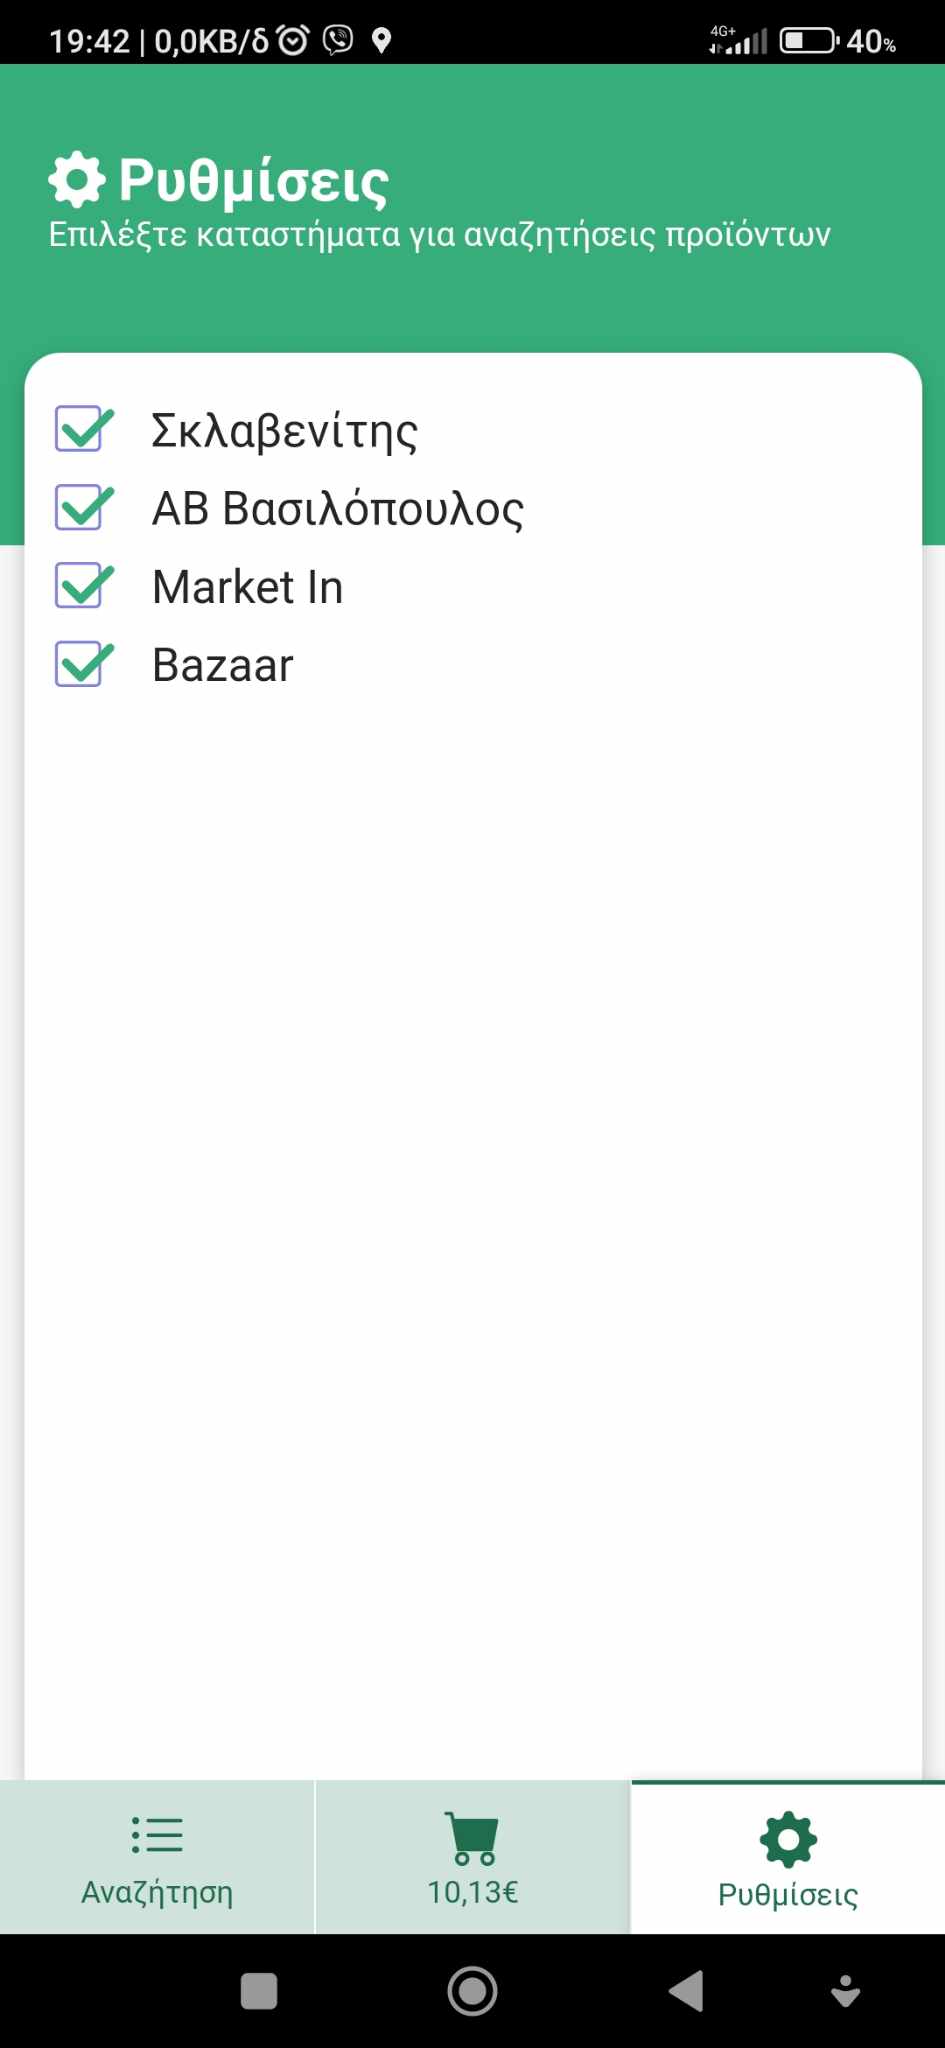 19:42 | 0,0KB/δ
4G+
40%
Ρυθμίσεις
Επιλέξτε καταστήματα για αναζητήσεις προϊόντων
Σκλαβενίτης
ΑΒ Βασιλόπουλος
Market In
Bazaar
Αναζήτηση
10,13€
Ρυθμίσεις